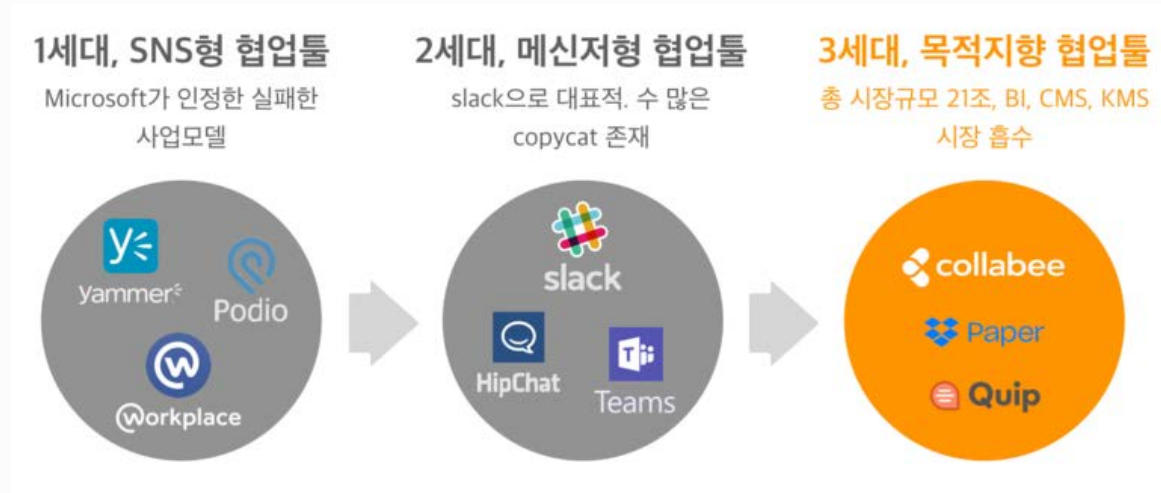 1세대, SNS형 협업툴
Microsoft가 인정한 실패한
사업모델
yammer
Podio
workplace
2세대, 메신저형 협업툴
slack으로 대표적. 수 많은
copycat 존재
slack
HipChat
Teams
3세대, 목적지향 협업툴
총 시장규모 21조, BI, CMS, KMS
시장 흡수
collabee
Paper
Quip